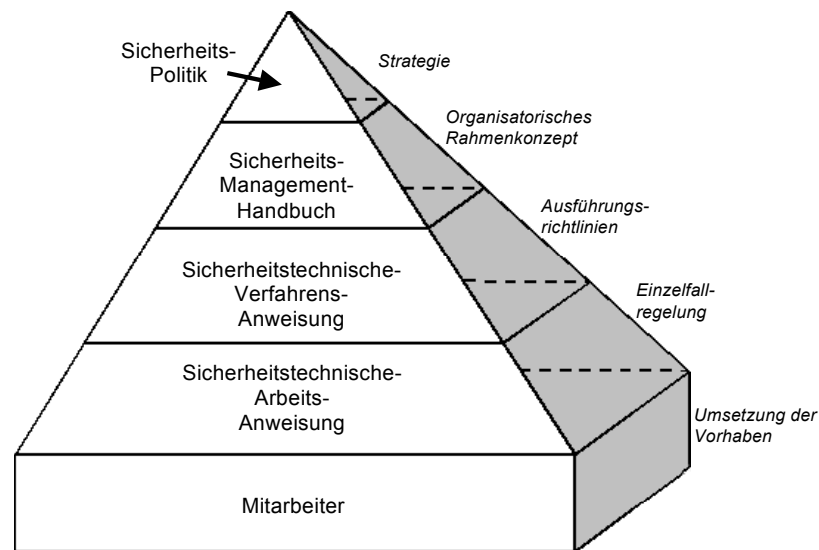 Sicherheits-
Politik
Strategie
Organisatorisches
Rahmenkonzept
Sicherheits-
Management-
Handbuch
Ausführungs-
richtlinien
Sicherheitstechnische-
Verfahrens-
Anweisung
Einzelfall-
regelung
Sicherheitstechnische-
Arbeits-
Anweisung
Umsetzung der
Vorhaben
Mitarbeiter